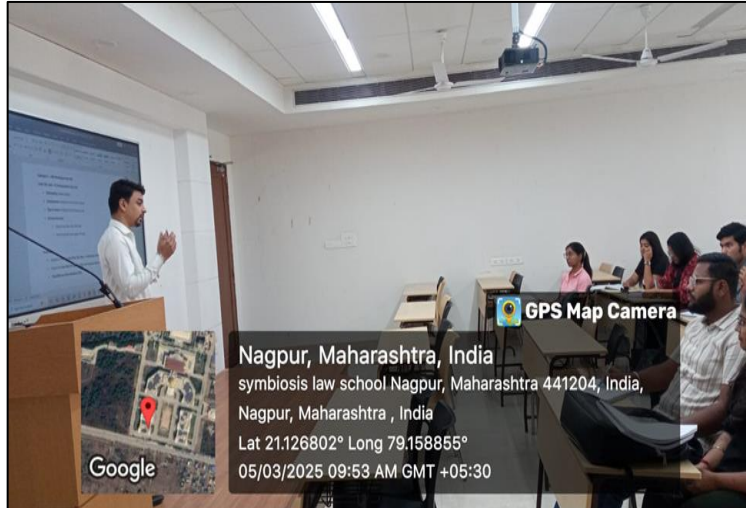 GPS Map Camera
Nagpur, Maharashtra, India
symbiosis law school Nagpur, Maharashtra 441204, India,
Nagpur, Maharashtra , India
Lat 21.126802° Long 79.158855°
05/03/2025 09:53 AM GMT +05:30
Google